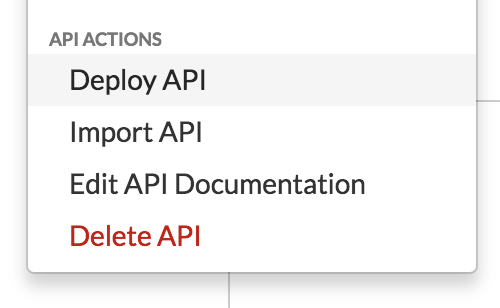 API ACTIONS
Deploy API
Import API
Edit API Documentation
Delete API